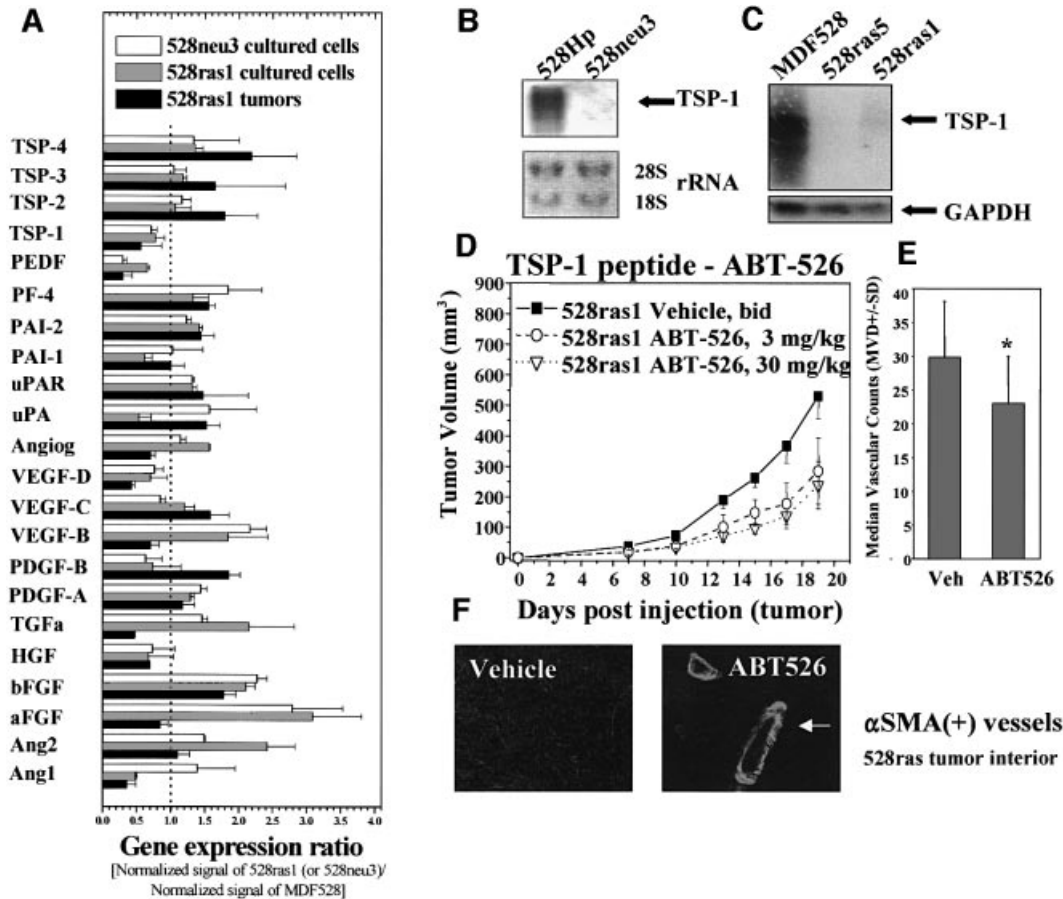 A
528neu3 cultured cells
528ras1 cultured cells
528ras1 tumors
TSP-4
TSP-3
TSP-2
TSP-1
PEDF
PF-4
PAI-2
PAI-1
uPAR
uPA
Angiog
VEGF-D
VEGF-C
VEGF-B
PDGF-B
PDGF-A
TGFa
HGF
bFGF
aFGF
Ang2
Ang1
0.0 0.5 1.0 1.5 2.0 2.5 3.0 3.5 4.0
Gene expression ratio
[Normalized signal of 528ras1 (or 528neu3)/
Normalized signal of MDF528]
B
528Hp 528neu3
TSP-1
28S
18S
rRNA
C
MDF528 528ras5 528ras1
TSP-1
GAPDH
D
TSP-1 peptide - ABT-526
528ras1 Vehicle, bid
528ras1 ABT-526, 3 mg/kg
528ras1 ABT-526, 30 mg/kg
Tumor Volume (mm³)
900
800
700
600
500
400
300
200
100
0
0 2 4 6 8 10 12 14 16 18 20
Days post injection (tumor)
E
Median Vascular Counts (MVD+/-SD)
40
35
30
25
20
15
10
5
0
*
Veh ABT526
F
Vehicle
ABT526
αSMA(+) vessels
528ras tumor interior